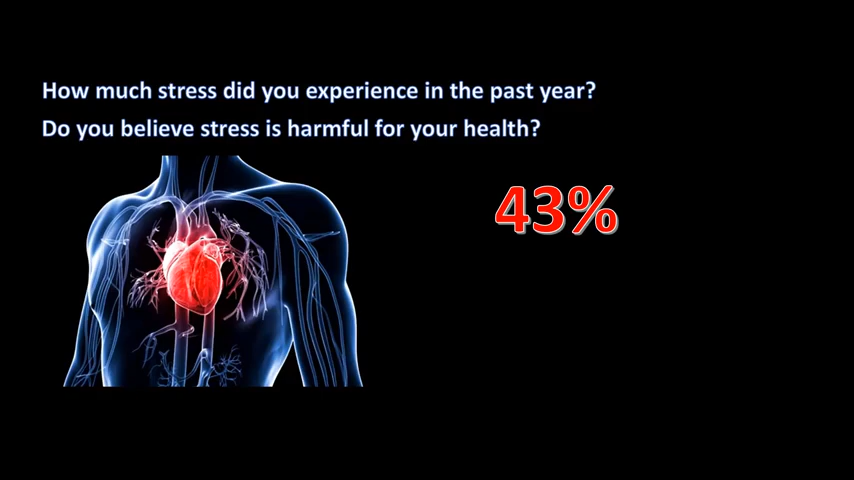 How much stress did you experience in the past year?
Do you believe stress is harmful for your health?
43%